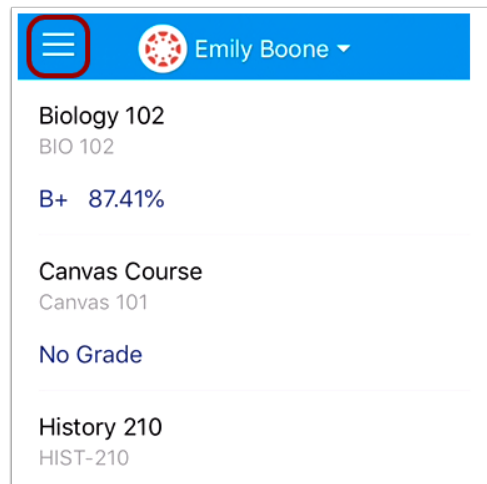 Emily Boone
Biology 102
BIO 102
B+ 87.41%
Canvas Course
Canvas 101
No Grade
History 210
HIST-210